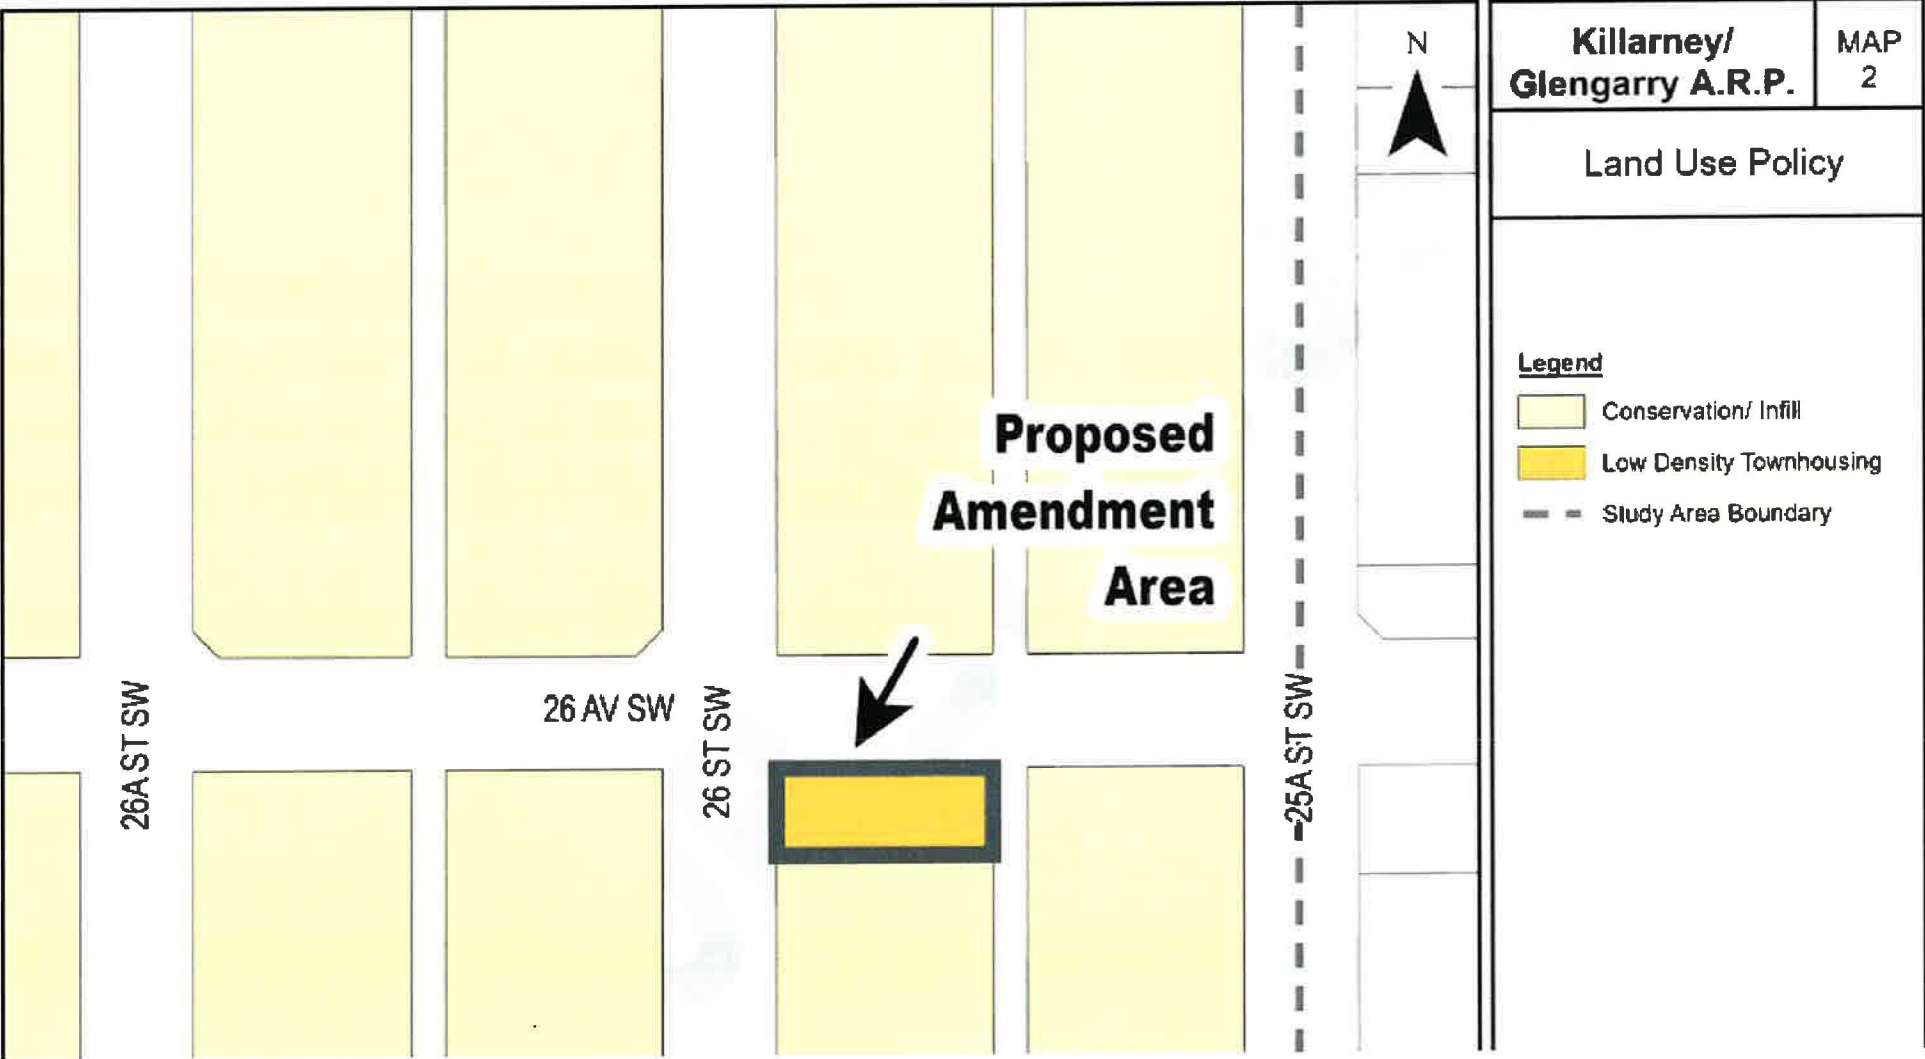 Killarney/
Glengarry A.R.P.
MAP
2
Land Use Policy
N
Legend
Conservation/ Infill
Low Density Townhousing
Study Area Boundary
Proposed
Amendment
Area
26A ST SW
26 AV SW
26 ST SW
25A ST SW